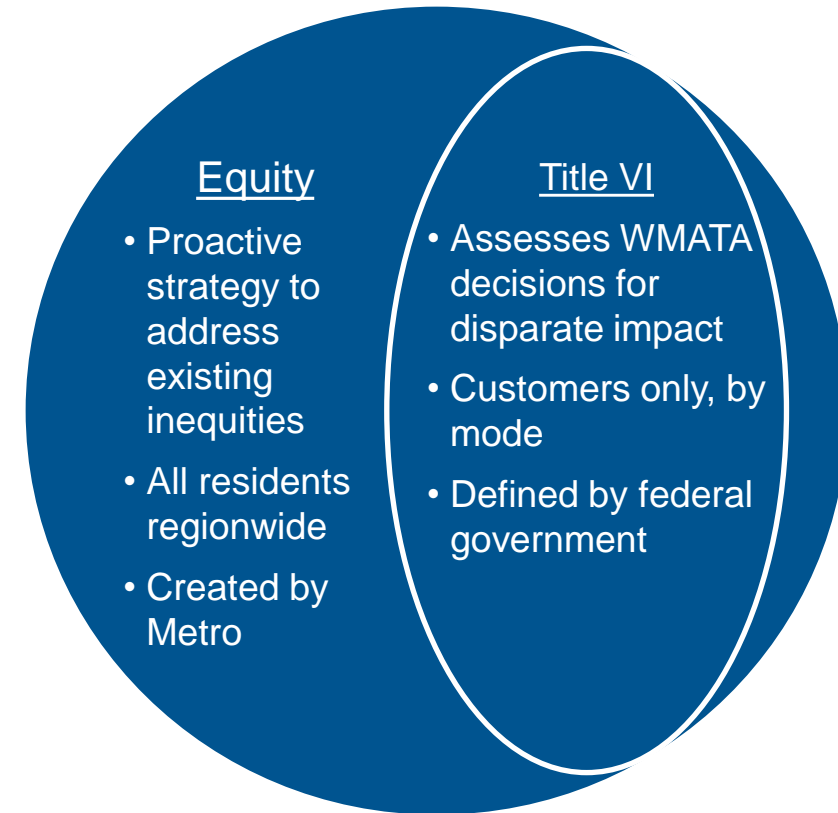 Equity
• Proactive
strategy to
address
existing
inequities
• All residents
regionwide
• Created by
Metro
Title VI
• Assesses WMATA
decisions for
disparate impact
• Customers only, by
mode
• Defined by federal
government